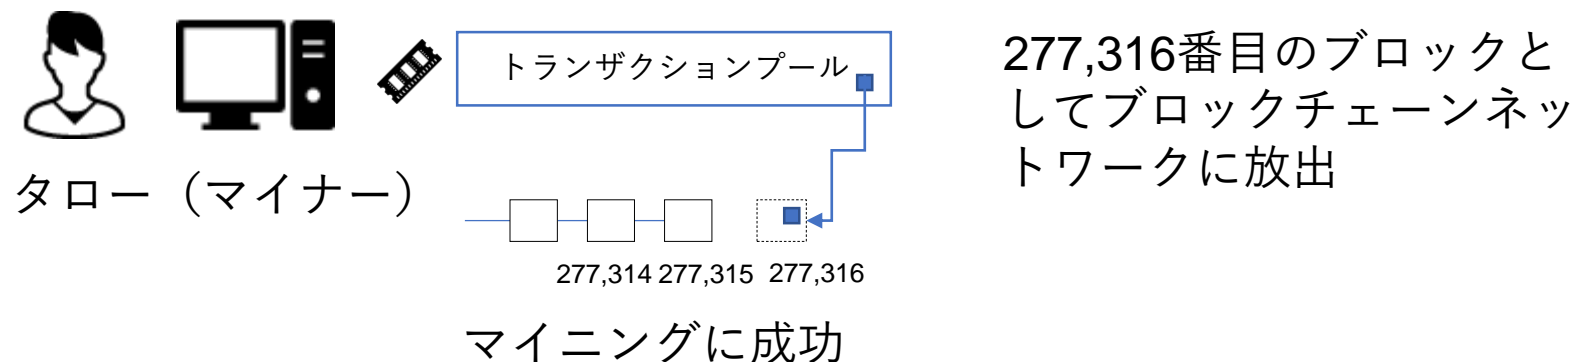 トランザクションプール
タロー（マイナー）
277,314 277,315 277,316
マイニングに成功
277,316番目のブロックと
してブロックチェーンネッ
トワークに放出